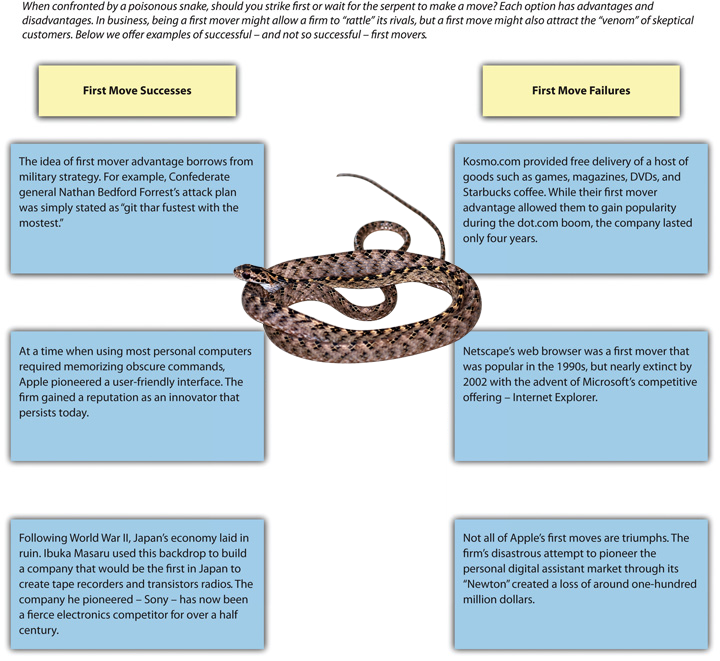 When confronted by a poisonous snake, should you strike first or wait for the serpent to make a move? Each option has advantages and
disadvantages. In business, being a first mover might allow a firm to “rattle” its rivals, but a first move might also attract the “venom” of skeptical
customers. Below we offer examples of successful – and not so successful – first movers.
First Move Successes
The idea of first mover advantage borrows from
military strategy. For example, Confederate
general Nathan Bedford Forrest’s attack plan
was simply stated as “git thar fustest with the
mostest.”
At a time when using most personal computers
required memorizing obscure commands,
Apple pioneered a user-friendly interface. The
firm gained a reputation as an innovator that
persists today.
Following World War II, Japan’s economy laid in
ruin. Ibuka Masaru used this backdrop to build
a company that would be the first in Japan to
create tape recorders and transistors radios. The
company he pioneered – Sony – has now been
a fierce electronics competitor for over a half
century.
First Move Failures
Kosmo.com provided free delivery of a host of
goods such as games, magazines, DVDs, and
Starbucks coffee. While their first mover
advantage allowed them to gain popularity
during the dot.com boom, the company lasted
only four years.
Netscape’s web browser was a first mover that
was popular in the 1990s, but nearly extinct by
2002 with the advent of Microsoft’s competitive
offering – Internet Explorer.
Not all of Apple’s first moves are triumphs. The
firm’s disastrous attempt to pioneer the
personal digital assistant market through its
“Newton” created a loss of around one-hundred
million dollars.